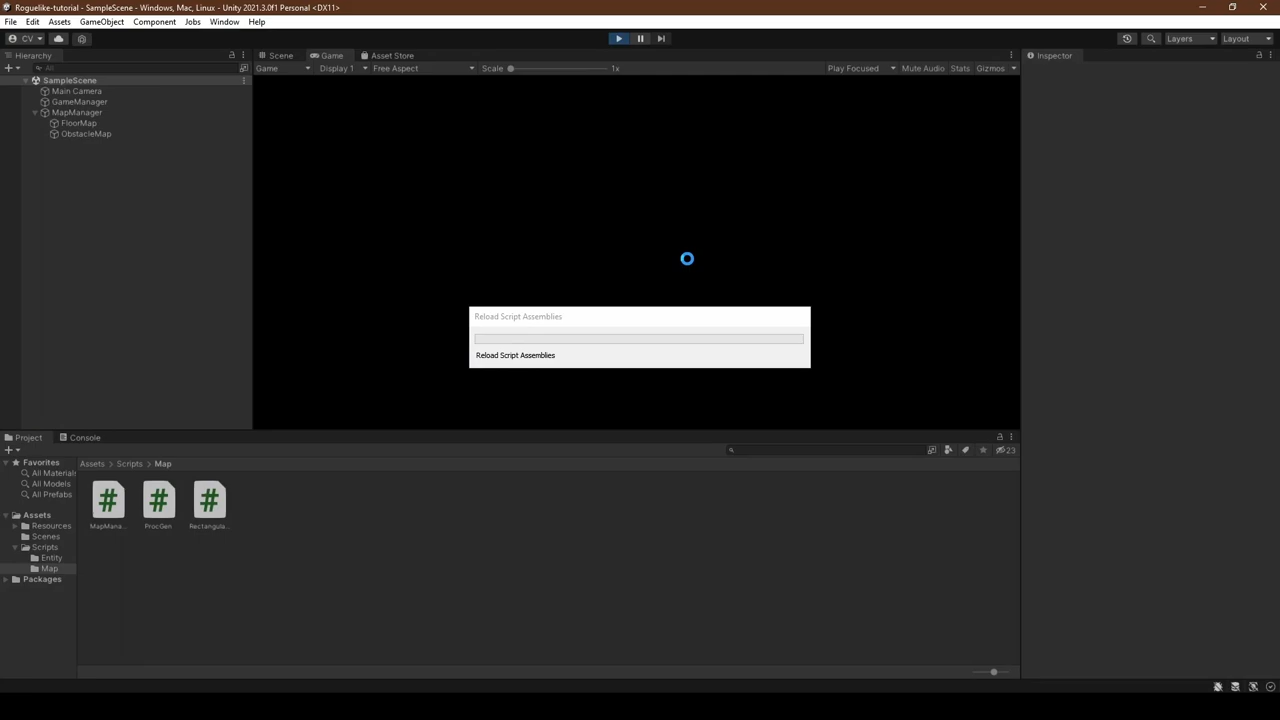 Roguelike-tutorial - SampleScene - Windows, Mac, Linux - Unity 2021.3.0f1 Personal <DX11>
File Edit Assets GameObject Component Jobs Window Help
CV Layers Layout
Hierarchy Scene Game Asset Store Inspector
All Game Display 1 Free Aspect Scale 1x Play Focused Mute Audio Stats Gizmos
SampleScene
Main Camera
GameManager
MapManager
FloorMap
ObstacleMap
Reload Script Assemblies
Reload Script Assemblies
Project Console
23
Favorites
All Materials
All Models
All Prefabs
Assets
Resources
Scenes
Scripts
Entity
Map
Packages
Assets > Scripts > Map
MapMana... ProcGen Rectangula...